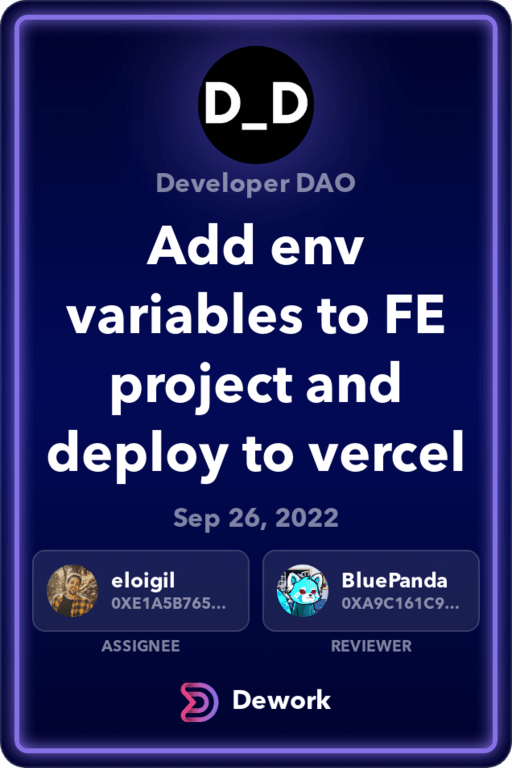 D_D
Developer DAO
Add env
variables to FE
project and
deploy to vercel
Sep 26, 2022
eloigil
0XE1A5B765...
ASSIGNEE
BluePanda
0XA9C161C9...
REVIEWER
Dework